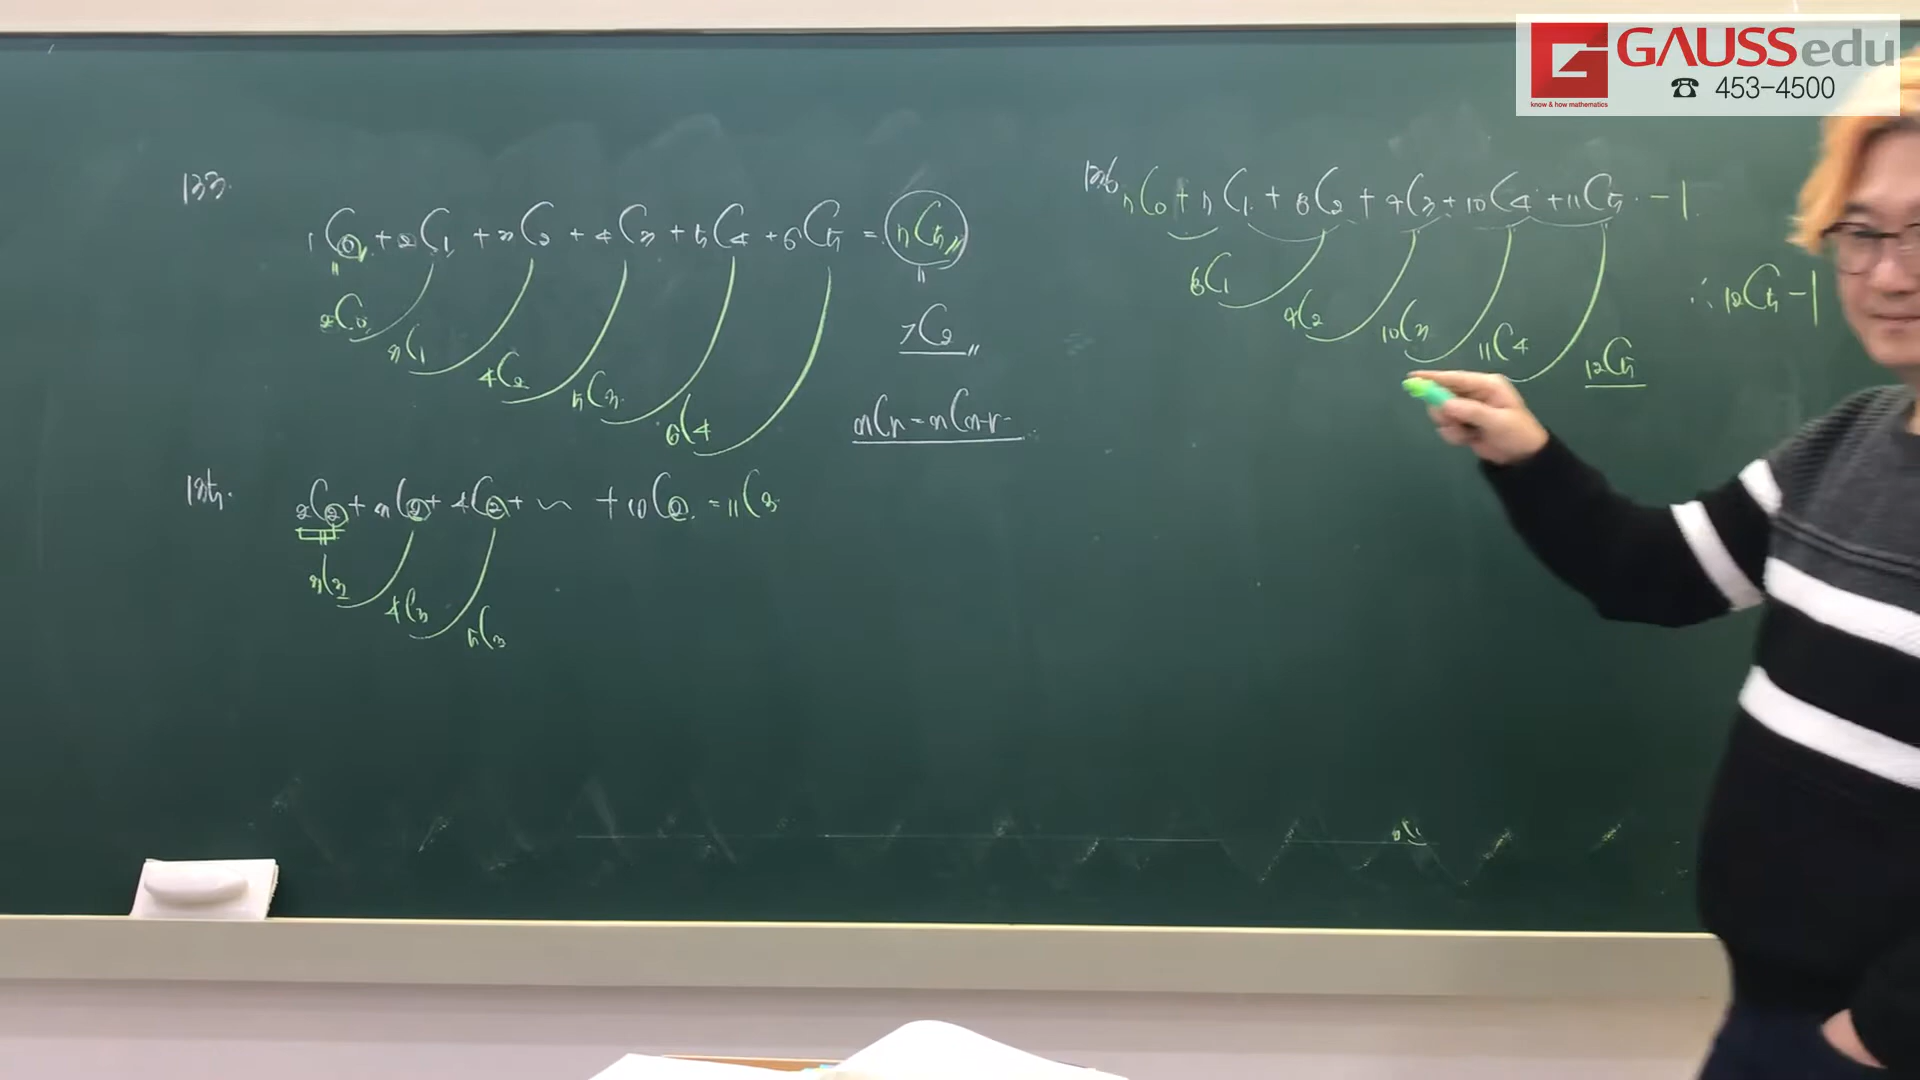 GAUSSedu
know & how mathematics
☎ 453-4500
133.
₁C₀ + ₂C₁ + ₃C₂ + ₄C₃ + ₅C₄ + ₆C₅ = ₇C₅
₂C₀
₃C₁
₄C₂
₅C₃
₆C₄
₇C₂
ₙCᵣ = ₙCₙ₋ᵣ
135.
₂C₂ + ₃C₂ + ₄C₂ + ~ + ₁₀C₂ = ₁₁C₃
₃C₃
₄C₃
₅C₃
136
₇C₀ + ₇C₁ + ₈C₂ + ₉C₃ + ₁₀C₄ + ₁₁C₅ - 1
₈C₁
₉C₂
₁₀C₃
₁₁C₄
₁₂C₅
∴ ₁₂C₅ - 1